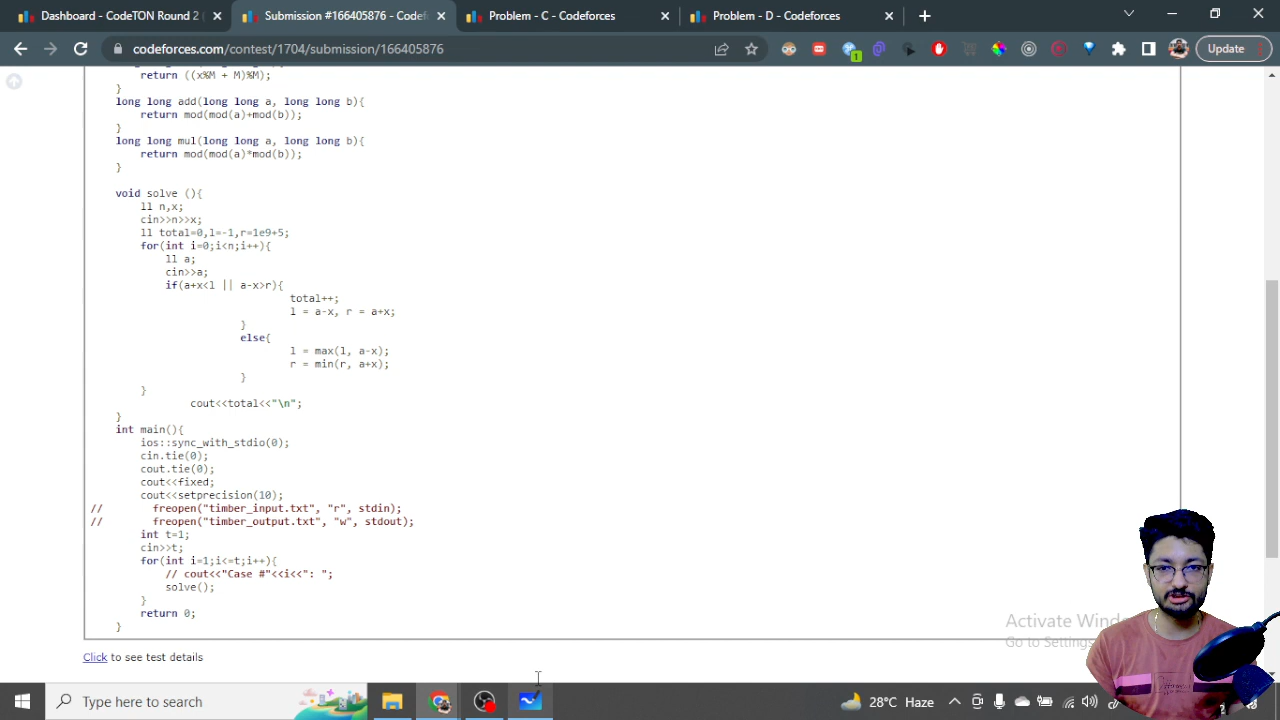 Dashboard - CodeTON Round 2 (
Submission #166405876 - Codef
Problem - C - Codeforces
Problem - D - Codeforces
codeforces.com/contest/1704/submission/166405876
1
Update
return ((x%M + M)%M);
}
long long add(long long a, long long b){
return mod(mod(a)+mod(b));
}
long long mul(long long a, long long b){
return mod(mod(a)*mod(b));
}
void solve (){
ll n,x;
cin>>n>>x;
ll total=0,l=-1,r=1e9+5;
for(int i=0;i<n;i++){
ll a;
cin>>a;
if(a+x<l || a-x>r){
total++;
l = a-x, r = a+x;
}
else{
l = max(l, a-x);
r = min(r, a+x);
}
}
cout<<total<<"\n";
}
int main(){
ios::sync_with_stdio(0);
cin.tie(0);
cout.tie(0);
cout<<fixed;
cout<<setprecision(10);
// freopen("timber_input.txt", "r", stdin);
// freopen("timber_output.txt", "w", stdout);
int t=1;
cin>>t;
for(int i=1;i<=t;i++){
// cout<<"Case #"<<i<<": ";
solve();
}
return 0;
}
Activate Wind
Go to Settings
Click to see test details
Type here to search
28°C Haze